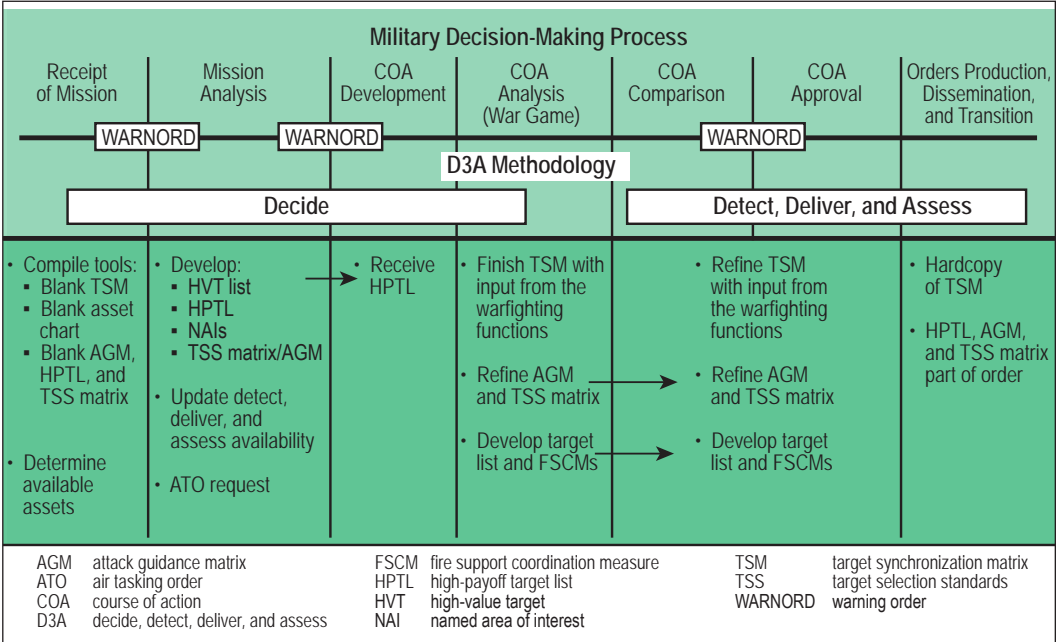 Military Decision-Making Process
Receipt
of Mission
Mission
Analysis
COA
Development
COA
Analysis
(War Game)
COA
Comparison
COA
Approval
Orders Production,
Dissemination,
and Transition
WARNORD
WARNORD
WARNORD
D3A Methodology
Decide
Detect, Deliver, and Assess
• Compile tools:
▪ Blank TSM
▪ Blank asset
chart
▪ Blank AGM,
HPTL, and
TSS matrix
• Determine
available
assets
• Develop:
▪ HVT list
▪ HPTL
▪ NAIs
▪ TSS matrix/AGM
• Update detect,
deliver, and
assess availability
• ATO request
• Receive
HPTL
• Finish TSM with
input from the
warfighting
functions
• Refine AGM
and TSS matrix
• Develop target
list and FSCMs
• Refine TSM
with input from
the warfighting
functions
• Refine AGM
and TSS matrix
• Develop target
list and FSCMs
• Hardcopy
of TSM
• HPTL, AGM,
and TSS matrix
part of order
AGM attack guidance matrix
ATO air tasking order
COA course of action
D3A decide, detect, deliver, and assess
FSCM fire support coordination measure
HPTL high-payoff target list
HVT high-value target
NAI named area of interest
TSM target synchronization matrix
TSS target selection standards
WARNORD warning order